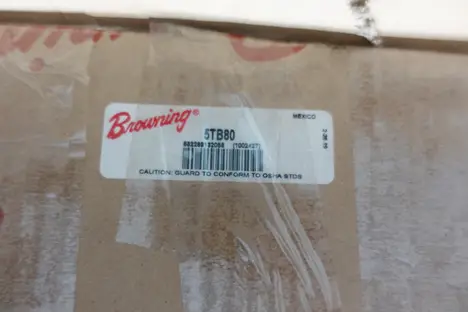 Browning®
5TB80
MEXICO
CAUTION: GUARD TO CONFORM TO OSHA STDS